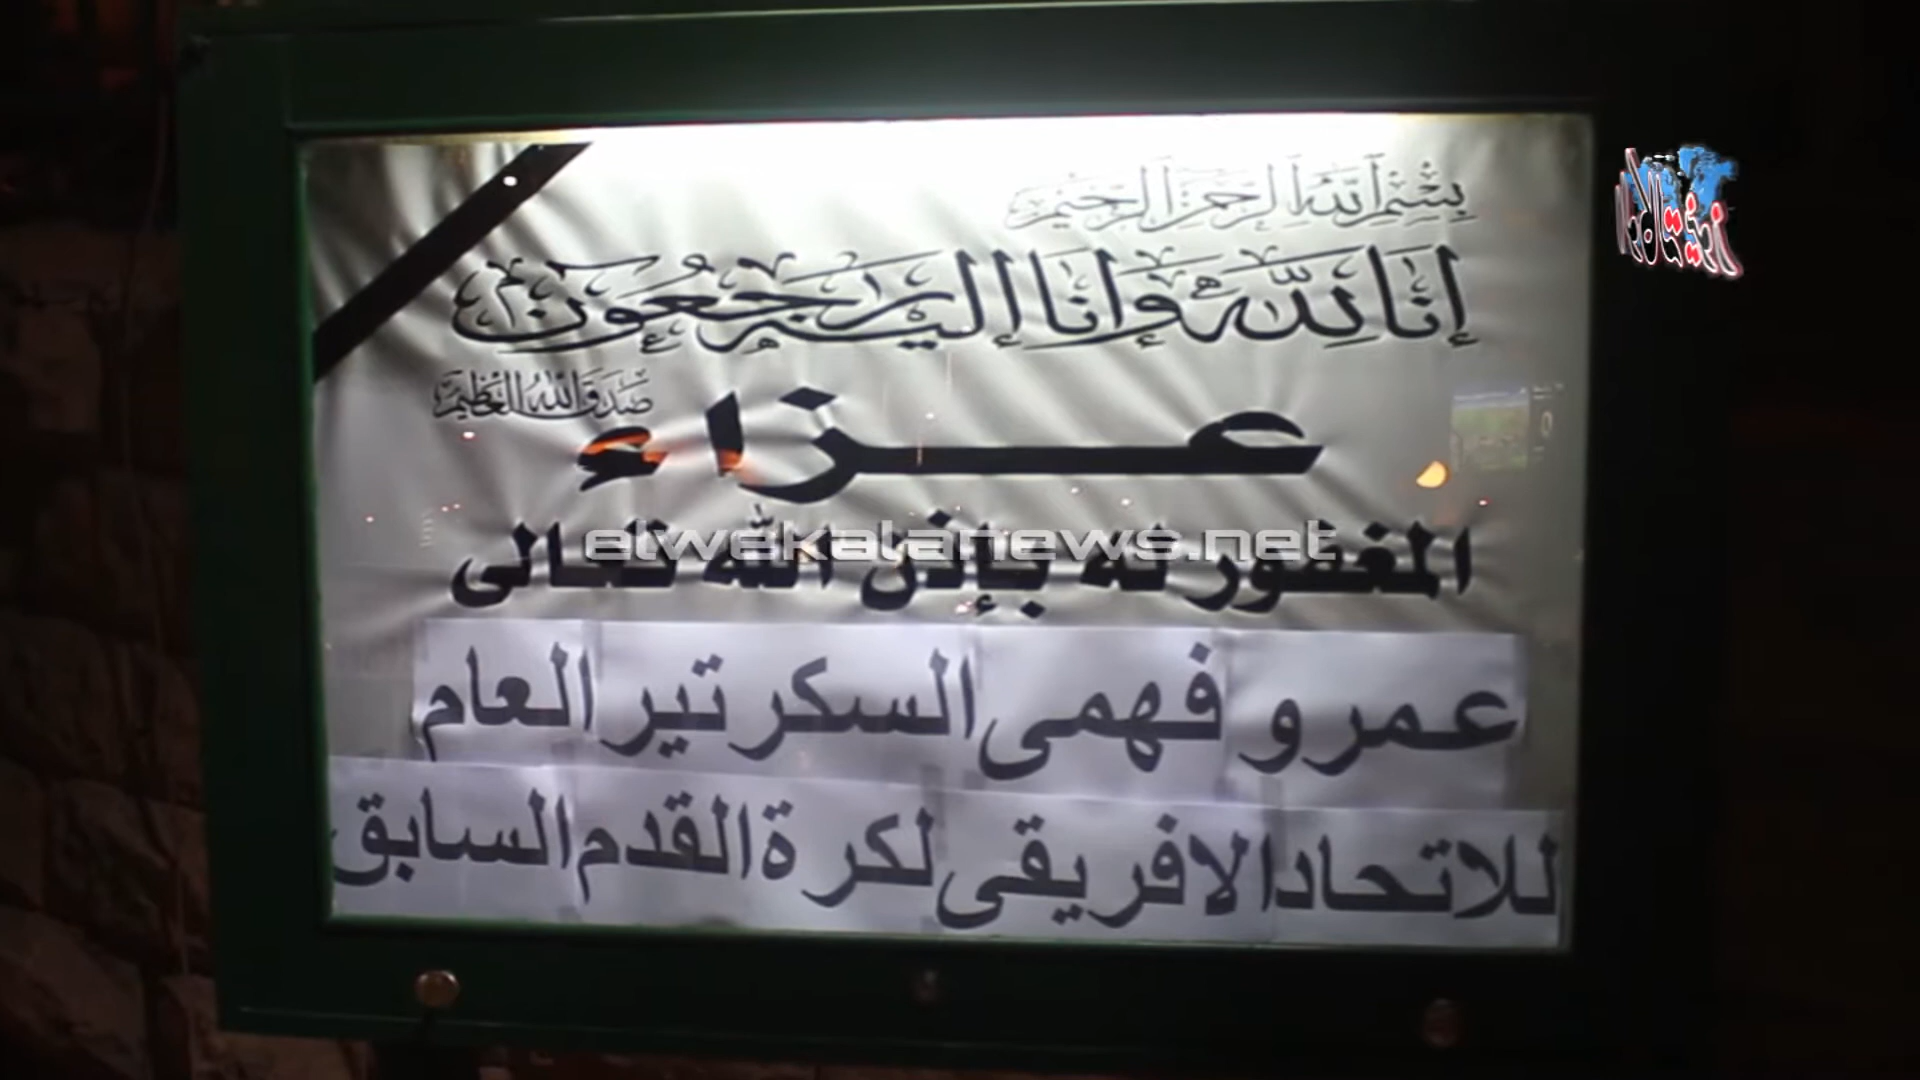 بسم الله الرحمن الرحيم
إنا لله وإنا إليه راجعون
صدق الله العظيم
عزاء
المغفور له بإذن الله تعالى
elwekalanews.net
عمرو فهمى السكرتير العام
للاتحاد الافريقى لكرة القدم السابق